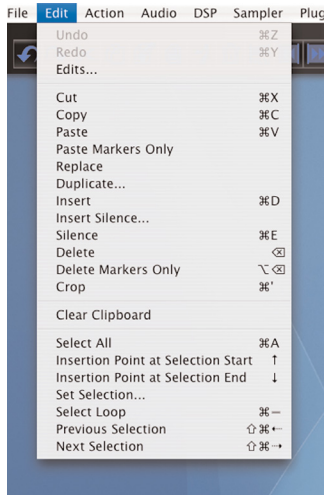 File Edit Action Audio DSP Sampler Plug
Undo ⌘Z
Redo ⌘Y
Edits...
Cut ⌘X
Copy ⌘C
Paste ⌘V
Paste Markers Only
Replace
Duplicate...
Insert ⌘D
Insert Silence...
Silence ⌘E
Delete ⌫
Delete Markers Only ⌥⌫
Crop ⌘'
Clear Clipboard
Select All ⌘A
Insertion Point at Selection Start ↑
Insertion Point at Selection End ↓
Set Selection...
Select Loop ⌘−
Previous Selection ⇧⌘←
Next Selection ⇧⌘→